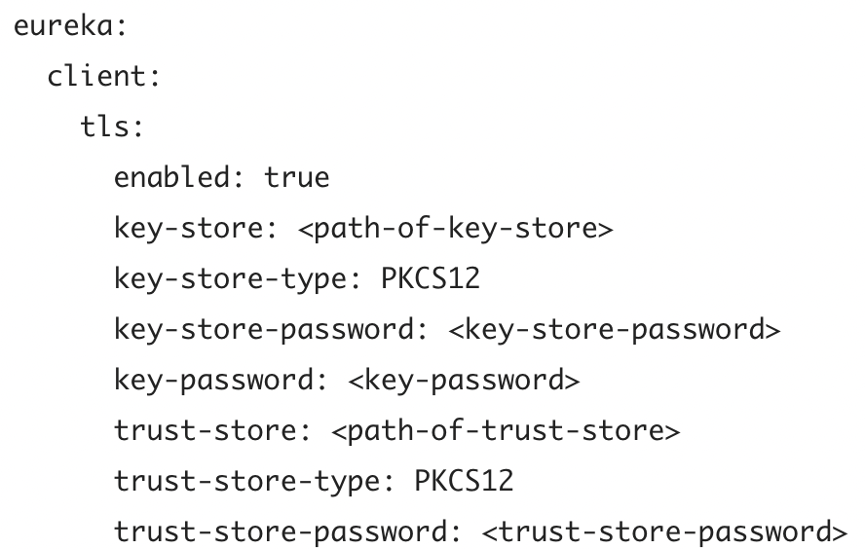 eureka:
  client:
    tls:
      enabled: true
      key-store: <path-of-key-store>
      key-store-type: PKCS12
      key-store-password: <key-store-password>
      key-password: <key-password>
      trust-store: <path-of-trust-store>
      trust-store-type: PKCS12
      trust-store-password: <trust-store-password>